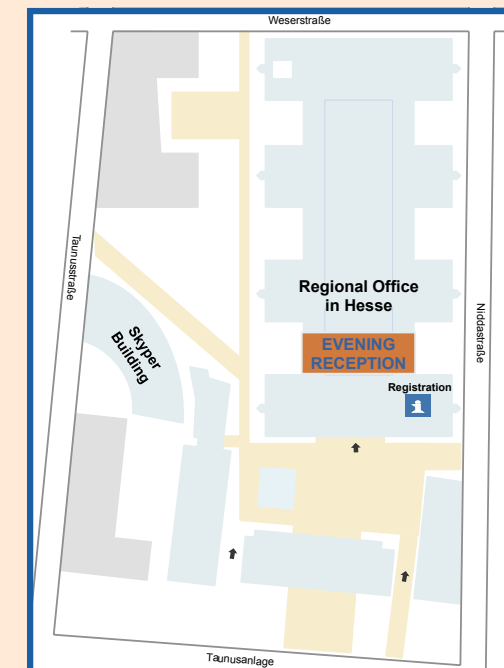 Weserstraße
Taunusstraße
Skyper
Building
Regional Office
in Hesse
EVENING
RECEPTION
Registration
Niddastraße
Taunusanlage